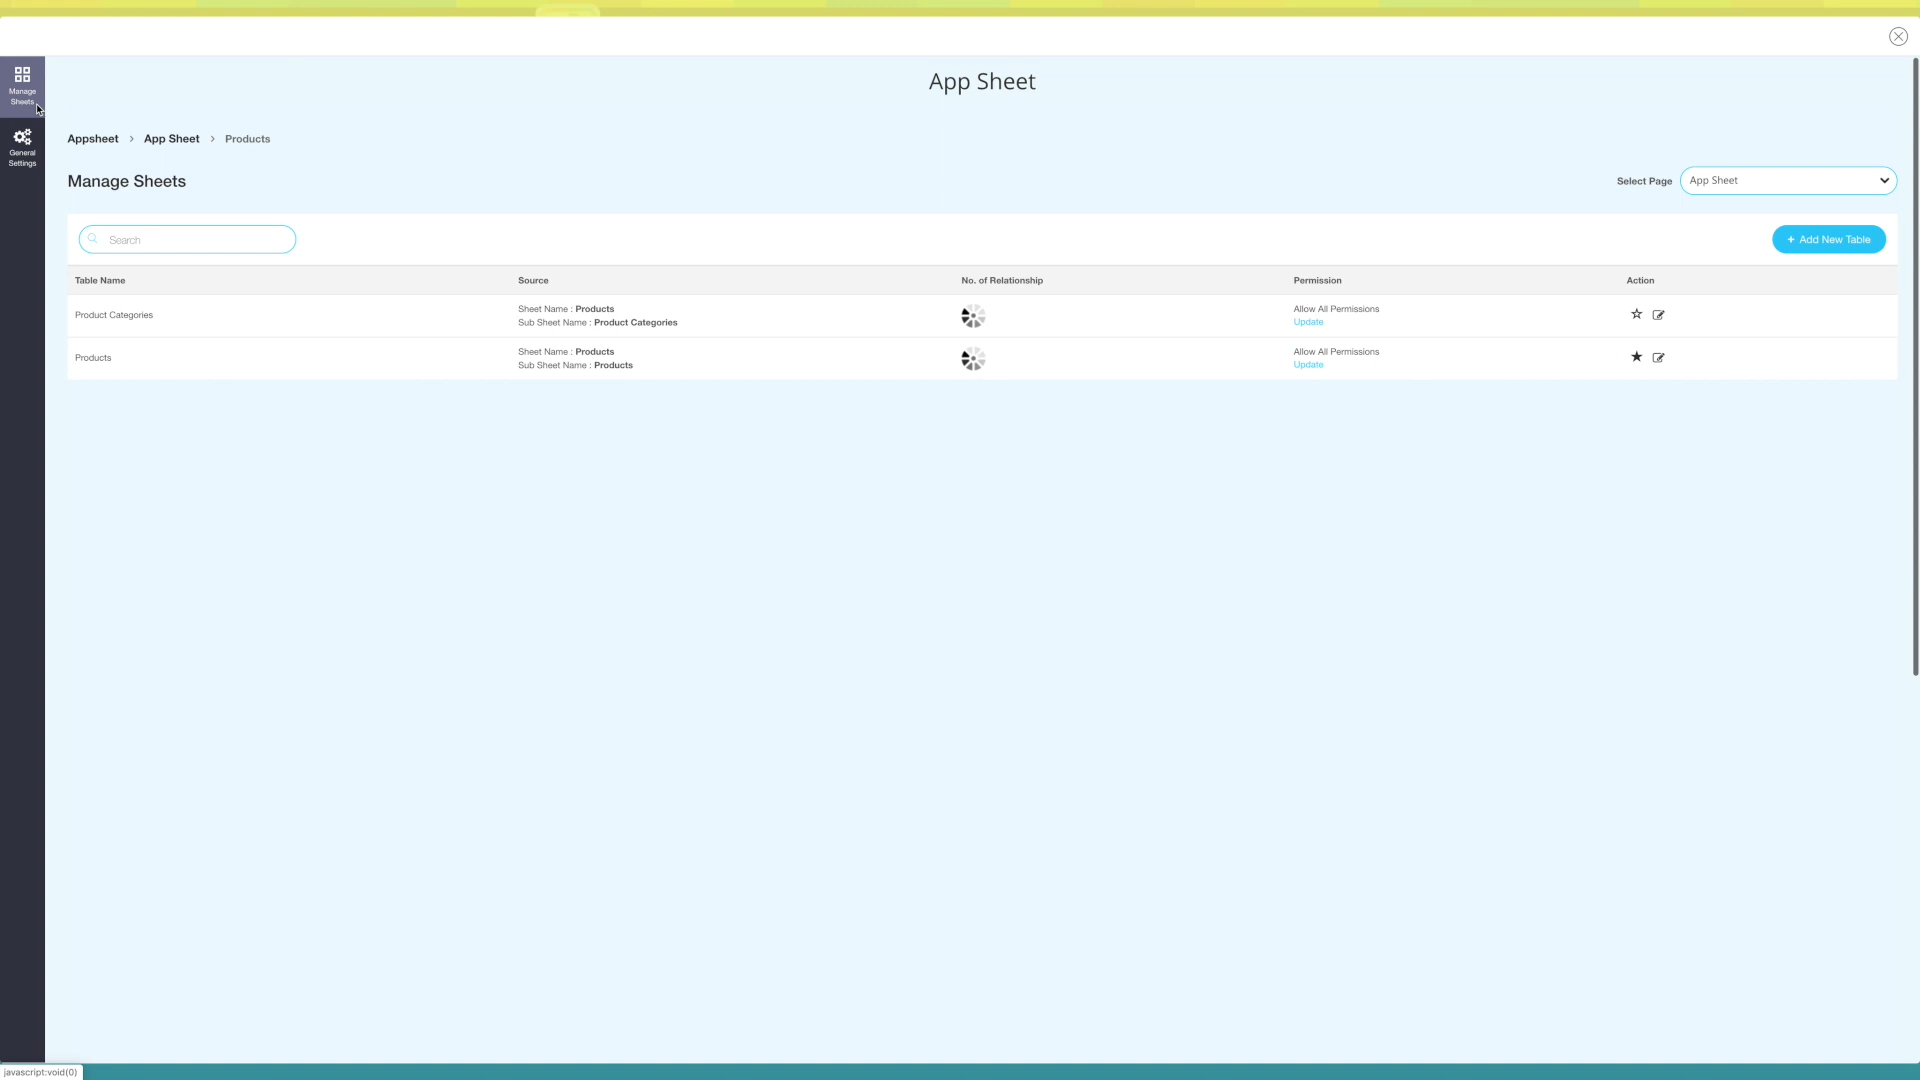 App Sheet
Manage
Sheets
General
Settings
Appsheet > App Sheet > Products
Manage Sheets
Select Page App Sheet
Search
+ Add New Table
Table Name Source No. of Relationship Permission Action
Product Categories
Sheet Name : Products
Sub Sheet Name : Product Categories
Allow All Permissions
Update
Products
Sheet Name : Products
Sub Sheet Name : Products
Allow All Permissions
Update
javascript:void(0)